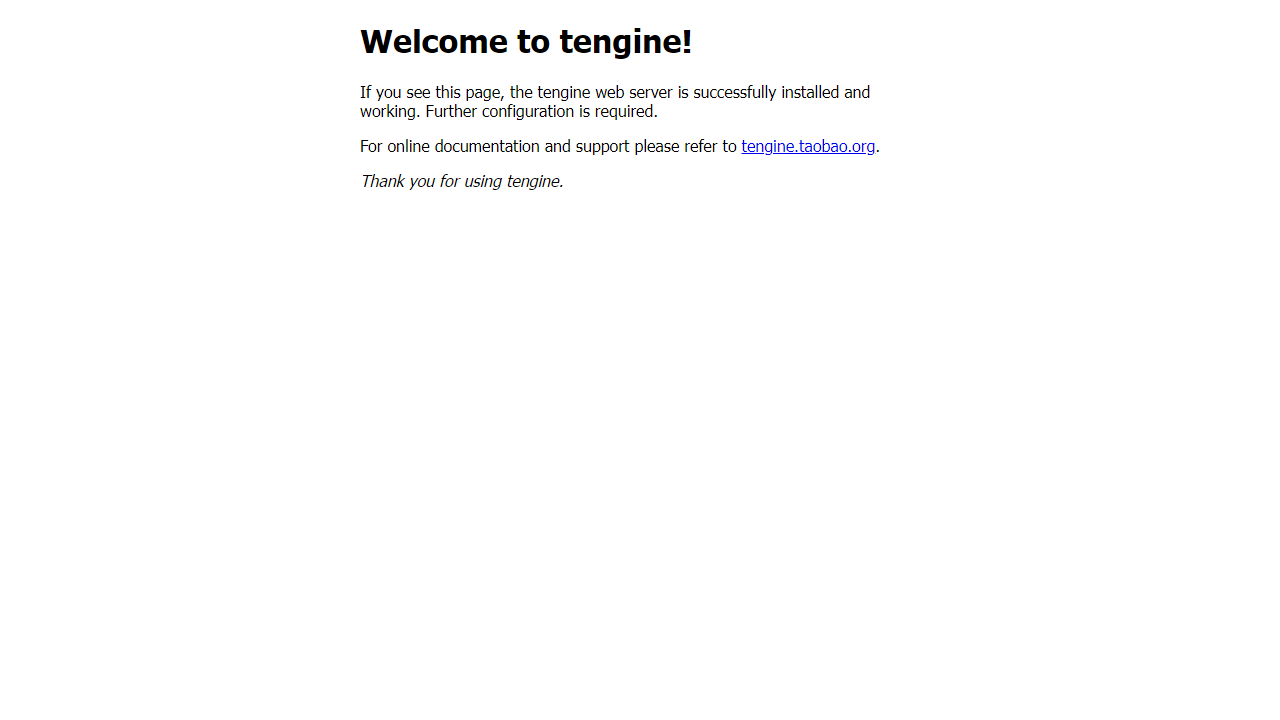 Welcome to tengine!
If you see this page, the tengine web server is successfully installed and
working. Further configuration is required.
For online documentation and support please refer to tengine.taobao.org.
Thank you for using tengine.